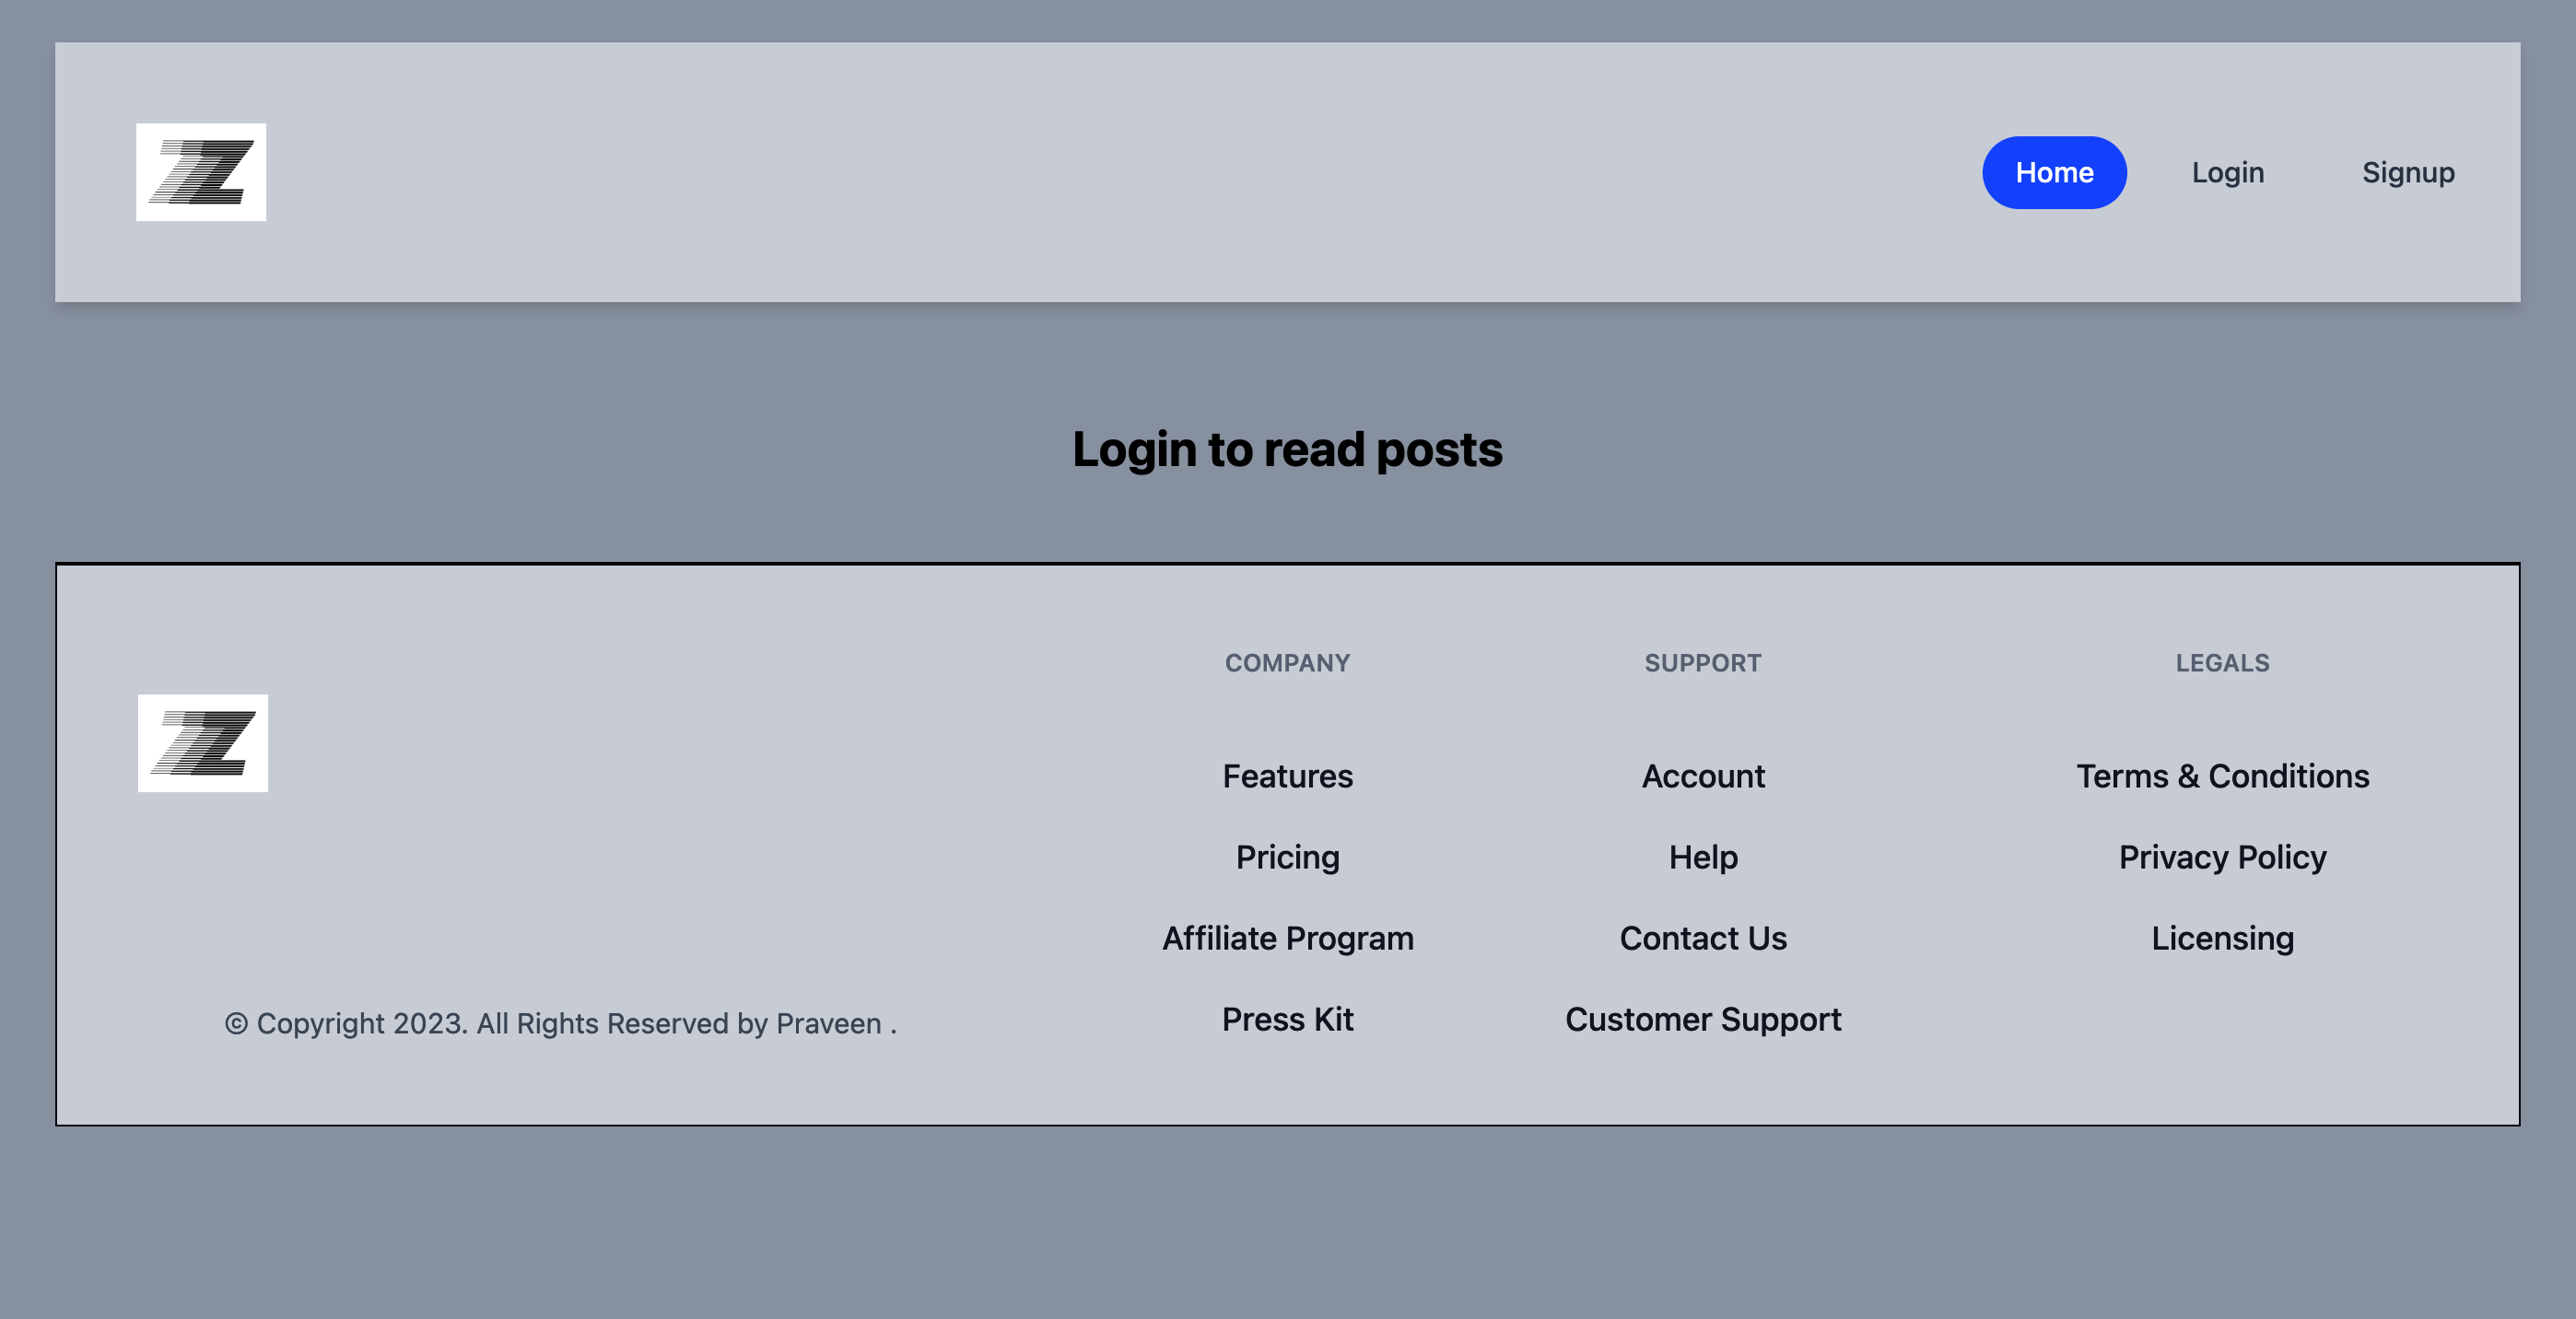 Z
Home
Login
Signup
Login to read posts
Z
© Copyright 2023. All Rights Reserved by Praveen .
COMPANY
Features
Pricing
Affiliate Program
Press Kit
SUPPORT
Account
Help
Contact Us
Customer Support
LEGALS
Terms & Conditions
Privacy Policy
Licensing